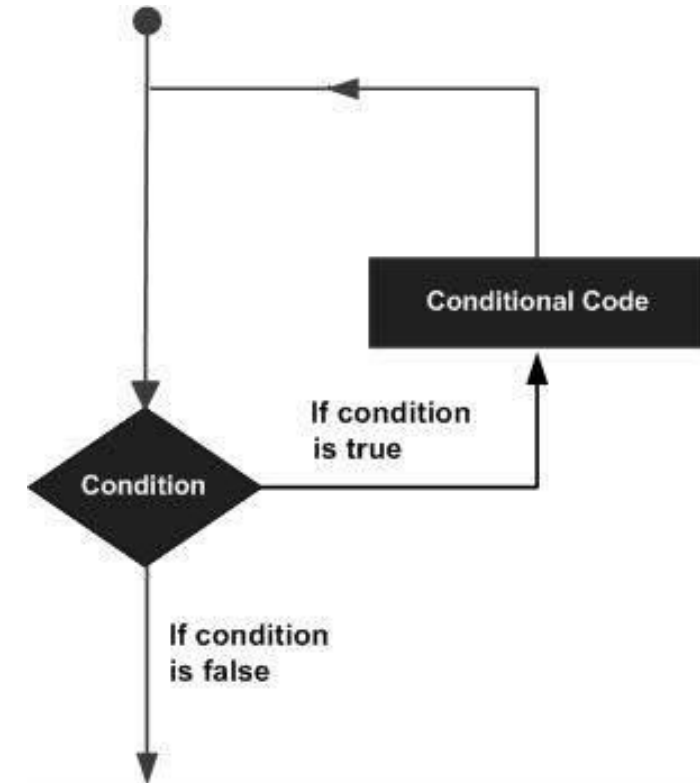 Conditional Code
If condition
is true
Condition
If condition
is false